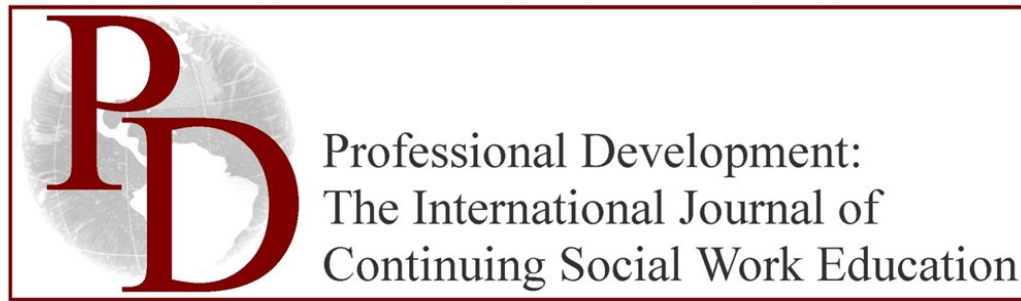 PD
Professional Development:
The International Journal of
Continuing Social Work Education